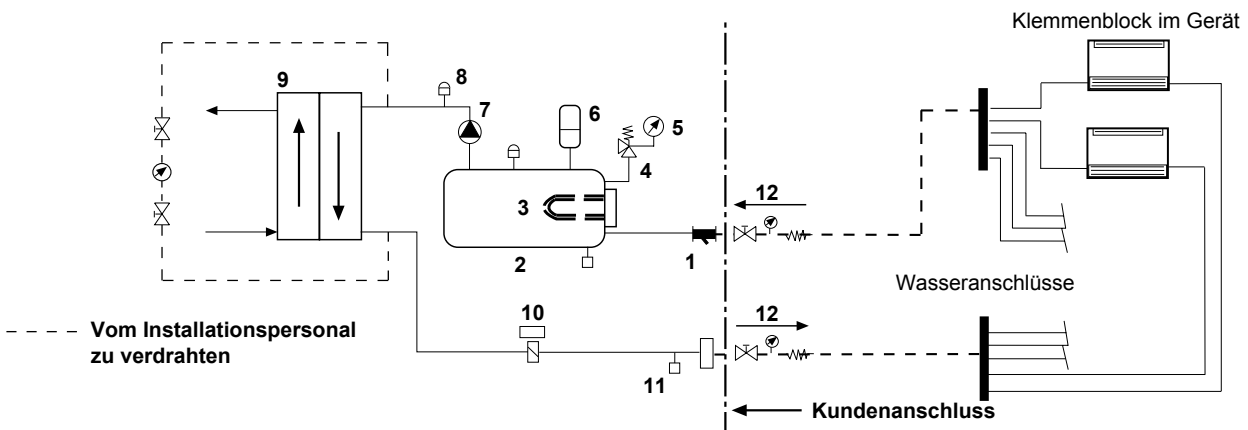 Klemmenblock im Gerät
9
8
7
6
5
4
3
2
1
12
Wasseranschlüsse
12
10
11
Vom Installationspersonal
zu verdrahten
Kundenanschluss